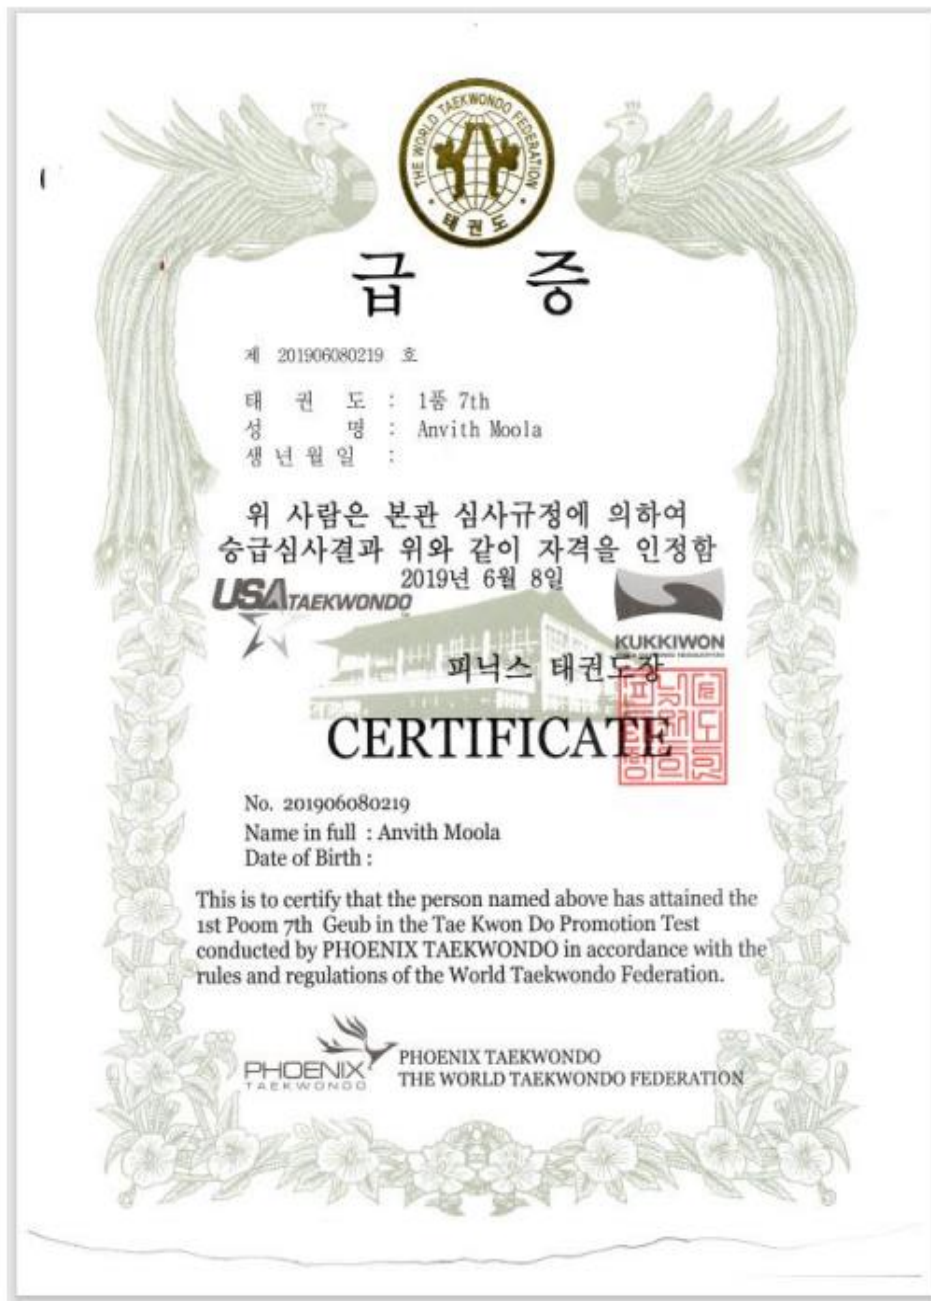 THE WORLD TAEKWONDO FEDERATION
태권도
급 증
제 201906080219 호
태 권 도 : 1품 7th
성 명 : Anvith Moola
생년월일 :
위 사람은 본관 심사규정에 의하여
승급심사결과 위와 같이 자격을 인정함
2019년 6월 8일
USA TAEKWONDO
KUKKIWON
피닉스 태권도장
CERTIFICATE
No. 201906080219
Name in full : Anvith Moola
Date of Birth :
This is to certify that the person named above has attained the
1st Poom 7th Geub in the Tae Kwon Do Promotion Test
conducted by PHOENIX TAEKWONDO in accordance with the
rules and regulations of the World Taekwondo Federation.
PHOENIX
TAEKWONDO
PHOENIX TAEKWONDO
THE WORLD TAEKWONDO FEDERATION